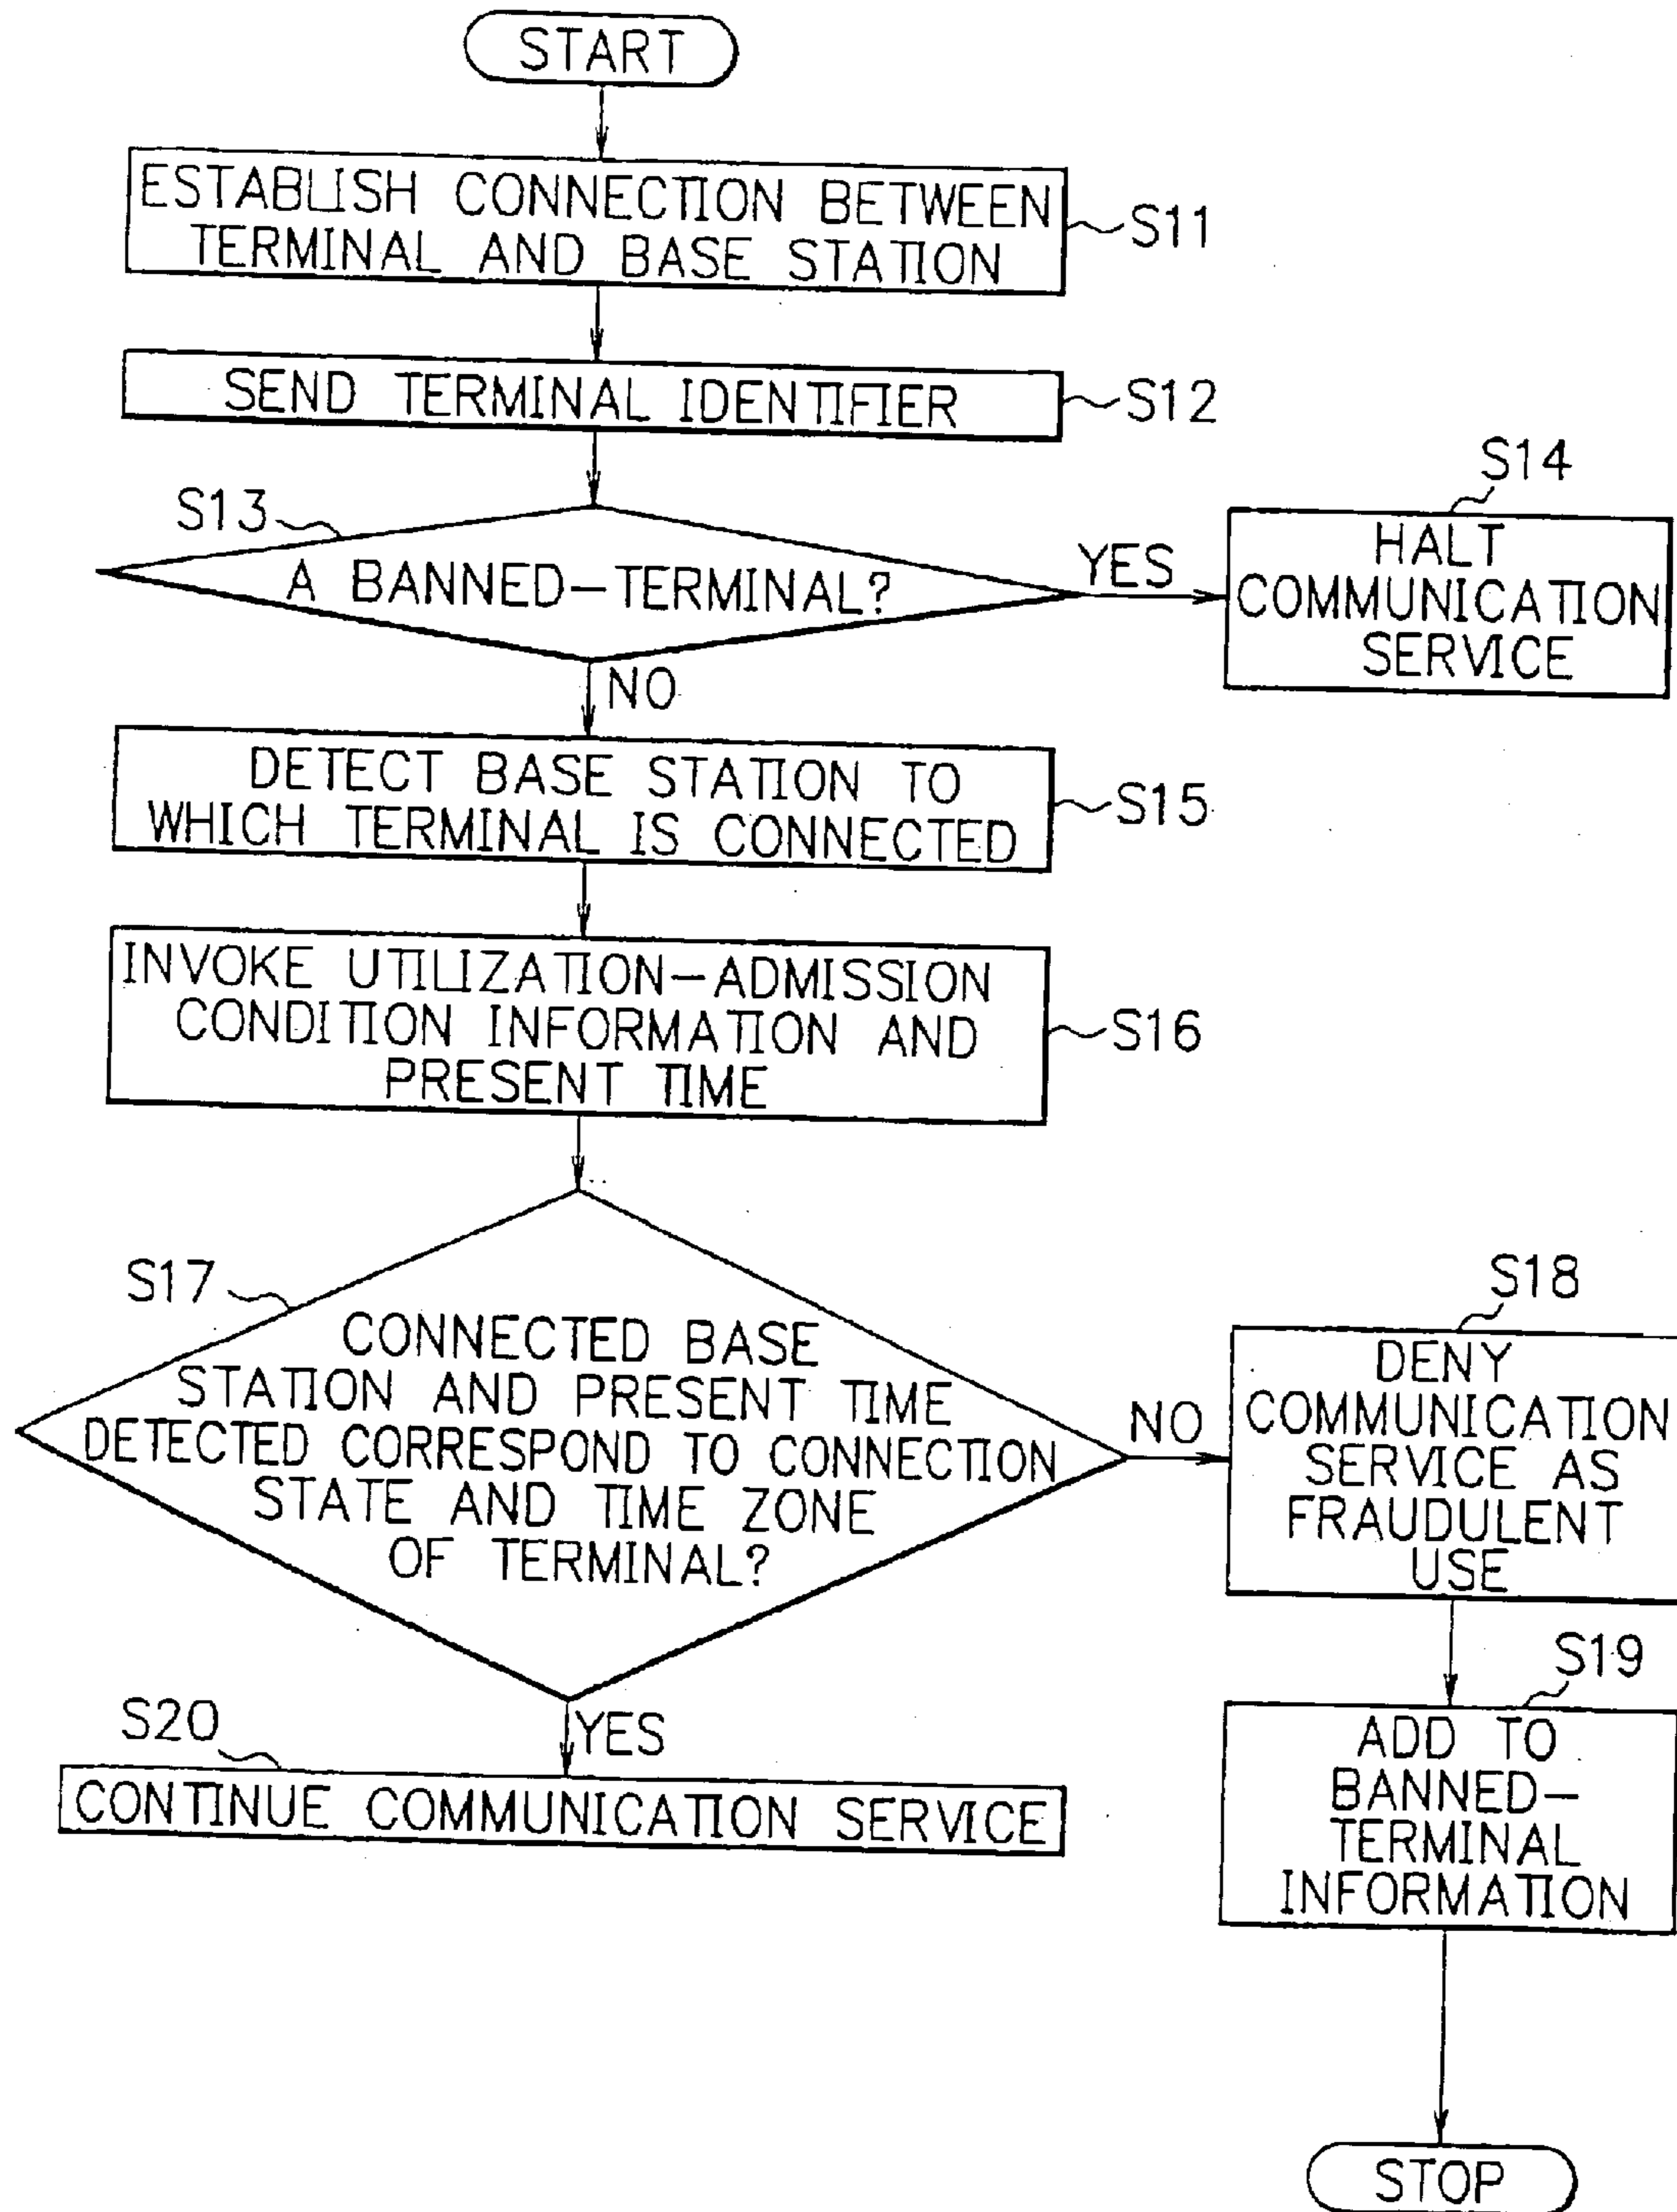 START
ESTABLISH CONNECTION BETWEEN
TERMINAL AND BASE STATION
S11
SEND TERMINAL IDENTIFIER
S12
S13
A BANNED-TERMINAL?
YES
NO
S14
HALT
COMMUNICATION
SERVICE
DETECT BASE STATION TO
WHICH TERMINAL IS CONNECTED
S15
INVOKE UTILIZATION-ADMISSION
CONDITION INFORMATION AND
PRESENT TIME
S16
S17
CONNECTED BASE
STATION AND PRESENT TIME
DETECTED CORRESPOND TO CONNECTION
STATE AND TIME ZONE
OF TERMINAL?
NO
YES
S18
DENY
COMMUNICATION
SERVICE AS
FRAUDULENT
USE
S19
ADD TO
BANNED-
TERMINAL
INFORMATION
S20
CONTINUE COMMUNICATION SERVICE
STOP